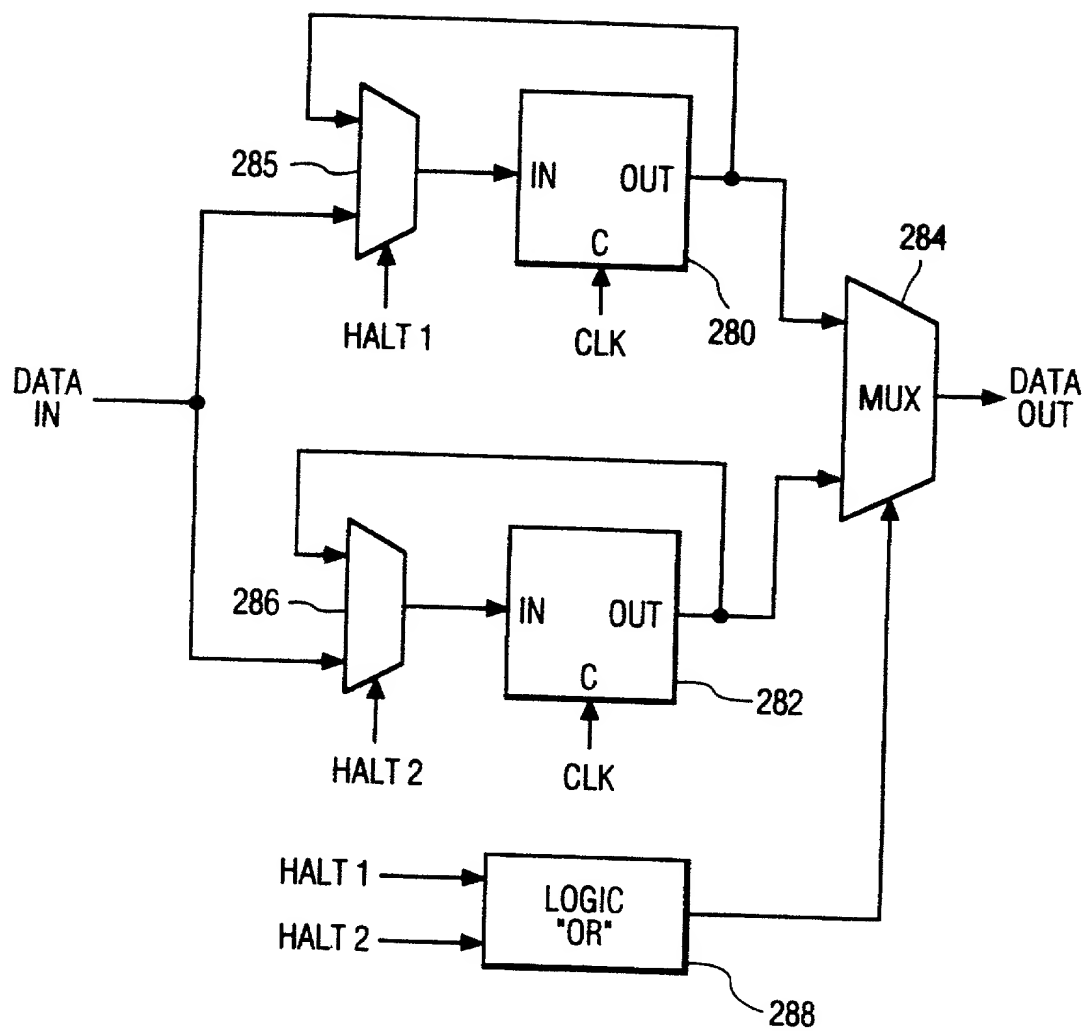 285
IN
OUT
C
284
HALT 1
CLK
280
DATA
IN
MUX
DATA
OUT
286
IN
OUT
C
282
HALT 2
CLK
HALT 1
HALT 2
LOGIC
"OR"
288